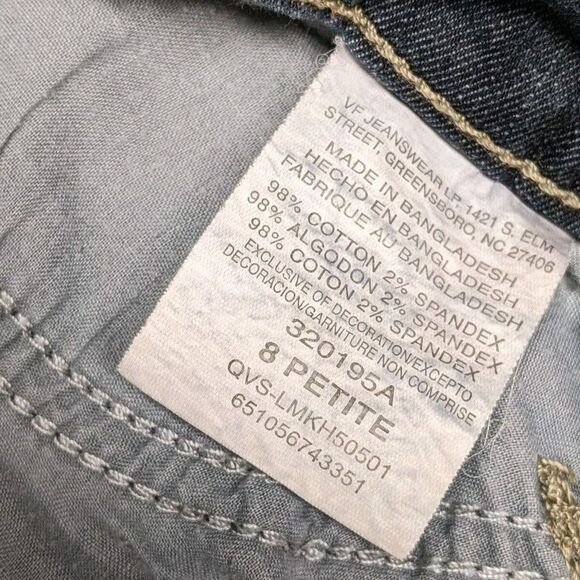 VF JEANSWEAR LP 1421 S. ELM
STREET, GREENSBORO, NC 27406
MADE IN BANGLADESH
HECHO EN BANGLADESH
FABRIQUE AU BANGLADESH
98% COTTON 2% SPANDEX
98% ALGODON 2% SPANDEX
98% COTON 2% SPANDEX
EXCLUSIVE OF DECORATION/EXCEPTO
DECORACION/GARNITURE NON COMPRISE
320195A
8 PETITE
QVS-LMKH50501
651056743351